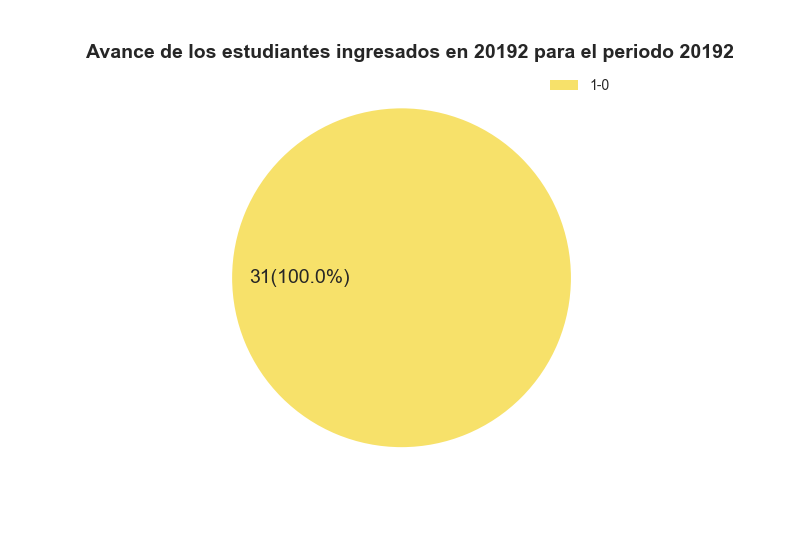 Avance de los estudiantes ingresados en 20192 para el periodo 20192
1-0
31(100.0%)